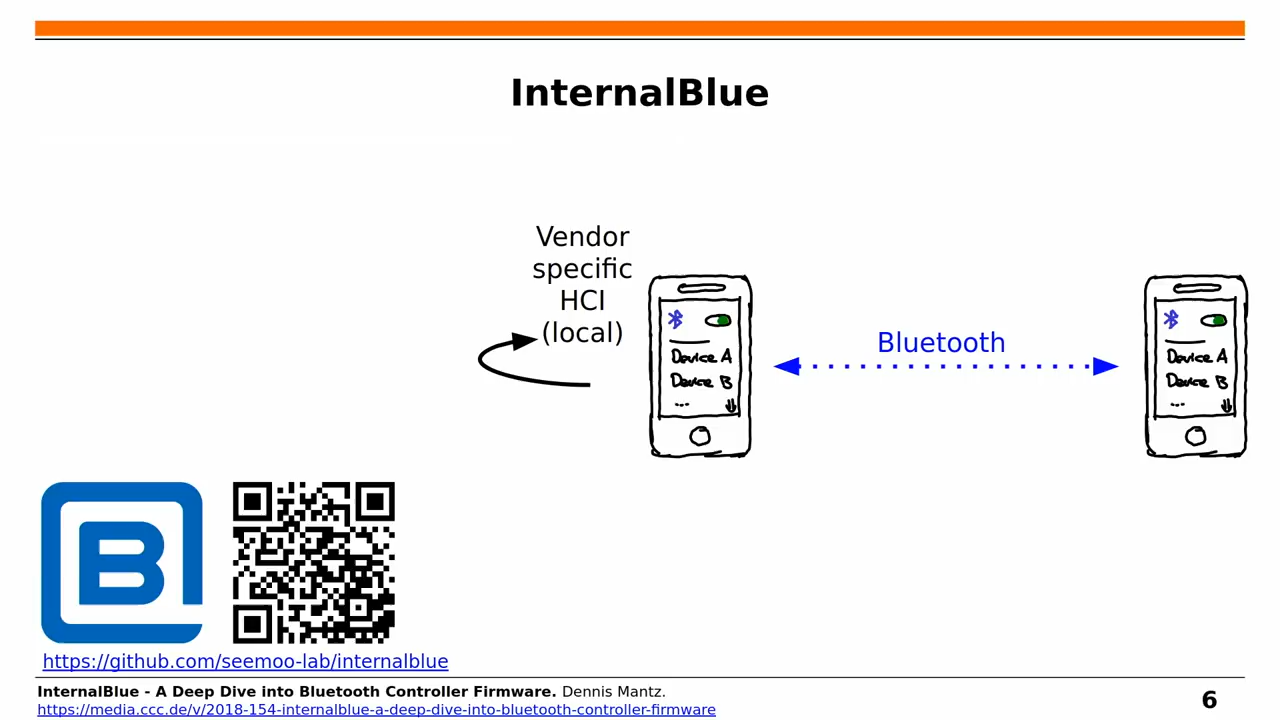 InternalBlue
Vendor
specific
HCI
(local)
Device A
Device B
...
Bluetooth
Device A
Device B
...
B
https://github.com/seemoo-lab/internalblue
InternalBlue - A Deep Dive into Bluetooth Controller Firmware. Dennis Mantz.
https://media.ccc.de/v/2018-154-internalblue-a-deep-dive-into-bluetooth-controller-firmware
6